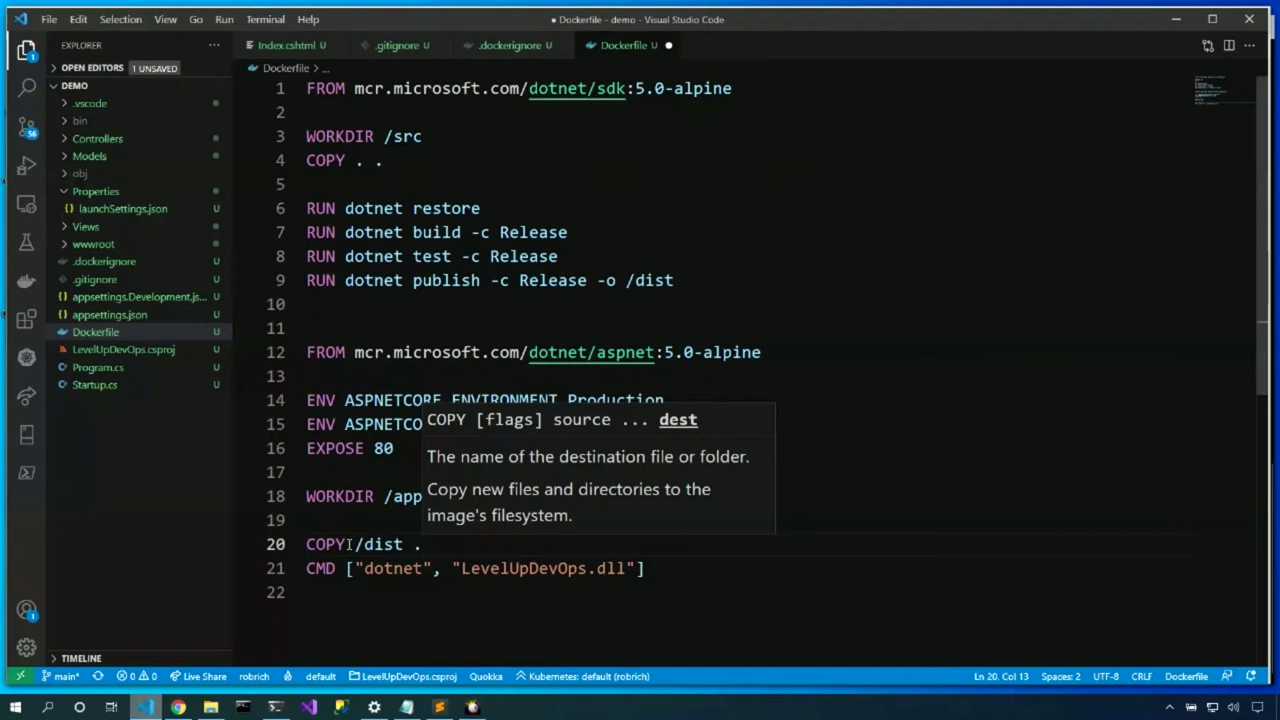 File Edit Selection View Go Run Terminal Help
● Dockerfile - demo - Visual Studio Code
EXPLORER
OPEN EDITORS 1 UNSAVED
DEMO
.vscode
bin
Controllers
Models
obj
Properties
launchSettings.json U
Views
wwwroot
.dockerignore U
.gitignore U
appsettings.Development.js... U
appsettings.json U
Dockerfile U
LevelUpDevOps.csproj U
Program.cs U
Startup.cs U
TIMELINE
Index.cshtml U .gitignore U .dockerignore U Dockerfile U
Dockerfile > ...
1 FROM mcr.microsoft.com/dotnet/sdk:5.0-alpine
2
3 WORKDIR /src
4 COPY . .
5
6 RUN dotnet restore
7 RUN dotnet build -c Release
8 RUN dotnet test -c Release
9 RUN dotnet publish -c Release -o /dist
10
11
12 FROM mcr.microsoft.com/dotnet/aspnet:5.0-alpine
13
14 ENV ASPNETCORE_ENVIRONMENT Production
15 ENV ASPNETCO
16 EXPOSE 80
17
18 WORKDIR /app
19
20 COPY /dist .
21 CMD ["dotnet", "LevelUpDevOps.dll"]
22
COPY [flags] source ... dest
The name of the destination file or folder.
Copy new files and directories to the
image's filesystem.
main* 0 0 Live Share robrich default LevelUpDevOps.csproj Quokka Kubernetes: default (robrich) Ln 20, Col 13 Spaces: 2 UTF-8 CRLF Dockerfile